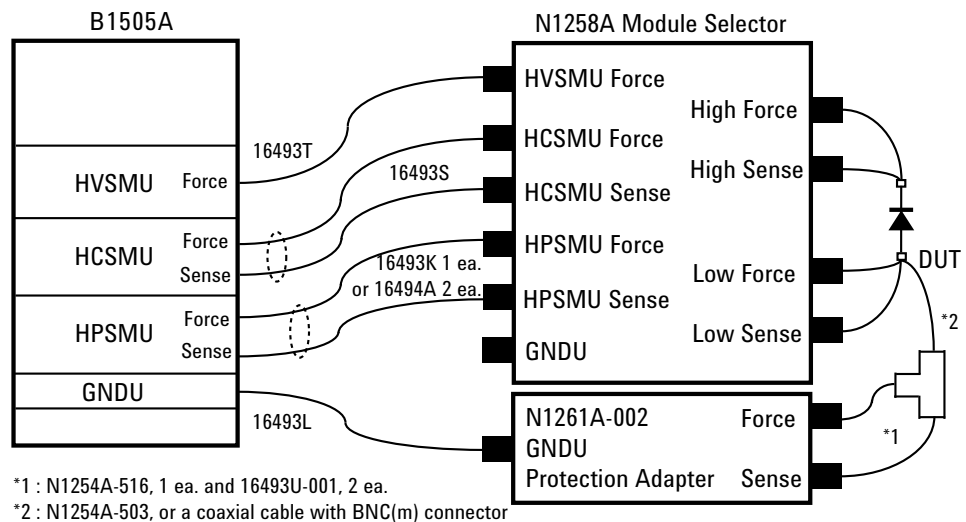 B1505A
N1258A Module Selector
HVSMU Force
HCSMU Force
Sense
HPSMU Force
Sense
GNDU
16493T
16493S
16493K 1 ea.
or 16494A 2 ea.
16493L
HVSMU Force
HCSMU Force
HCSMU Sense
HPSMU Force
HPSMU Sense
GNDU
High Force
High Sense
Low Force
Low Sense
DUT
*2
*1
N1261A-002
GNDU
Protection Adapter
Force
Sense
*1 : N1254A-516, 1 ea. and 16493U-001, 2 ea.
*2 : N1254A-503, or a coaxial cable with BNC(m) connector